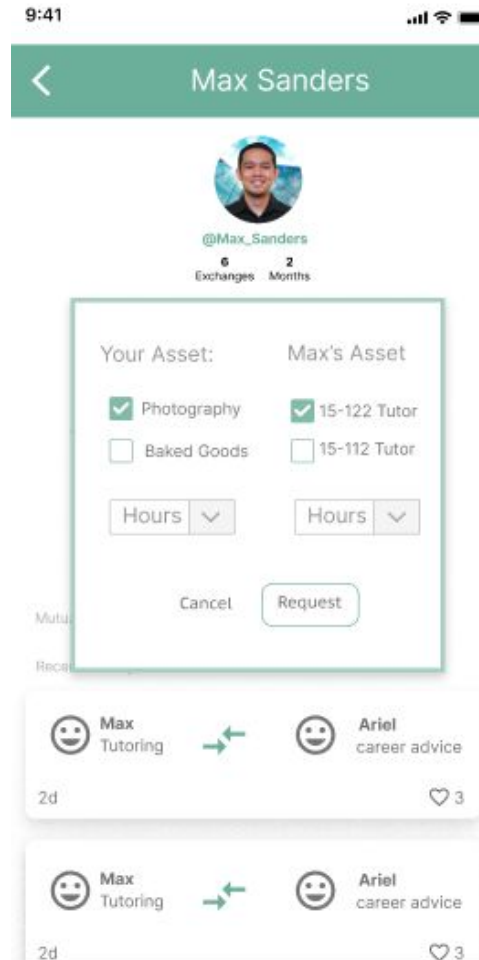 9:41
Max Sanders
@Max_Sanders
6 2
Exchanges Months
Your Asset: Max's Asset
Photography 15-122 Tutor
Baked Goods 15-112 Tutor
Hours Hours
Cancel Request
Max Ariel
Tutoring career advice
2d 3
Max Ariel
Tutoring career advice
2d 3